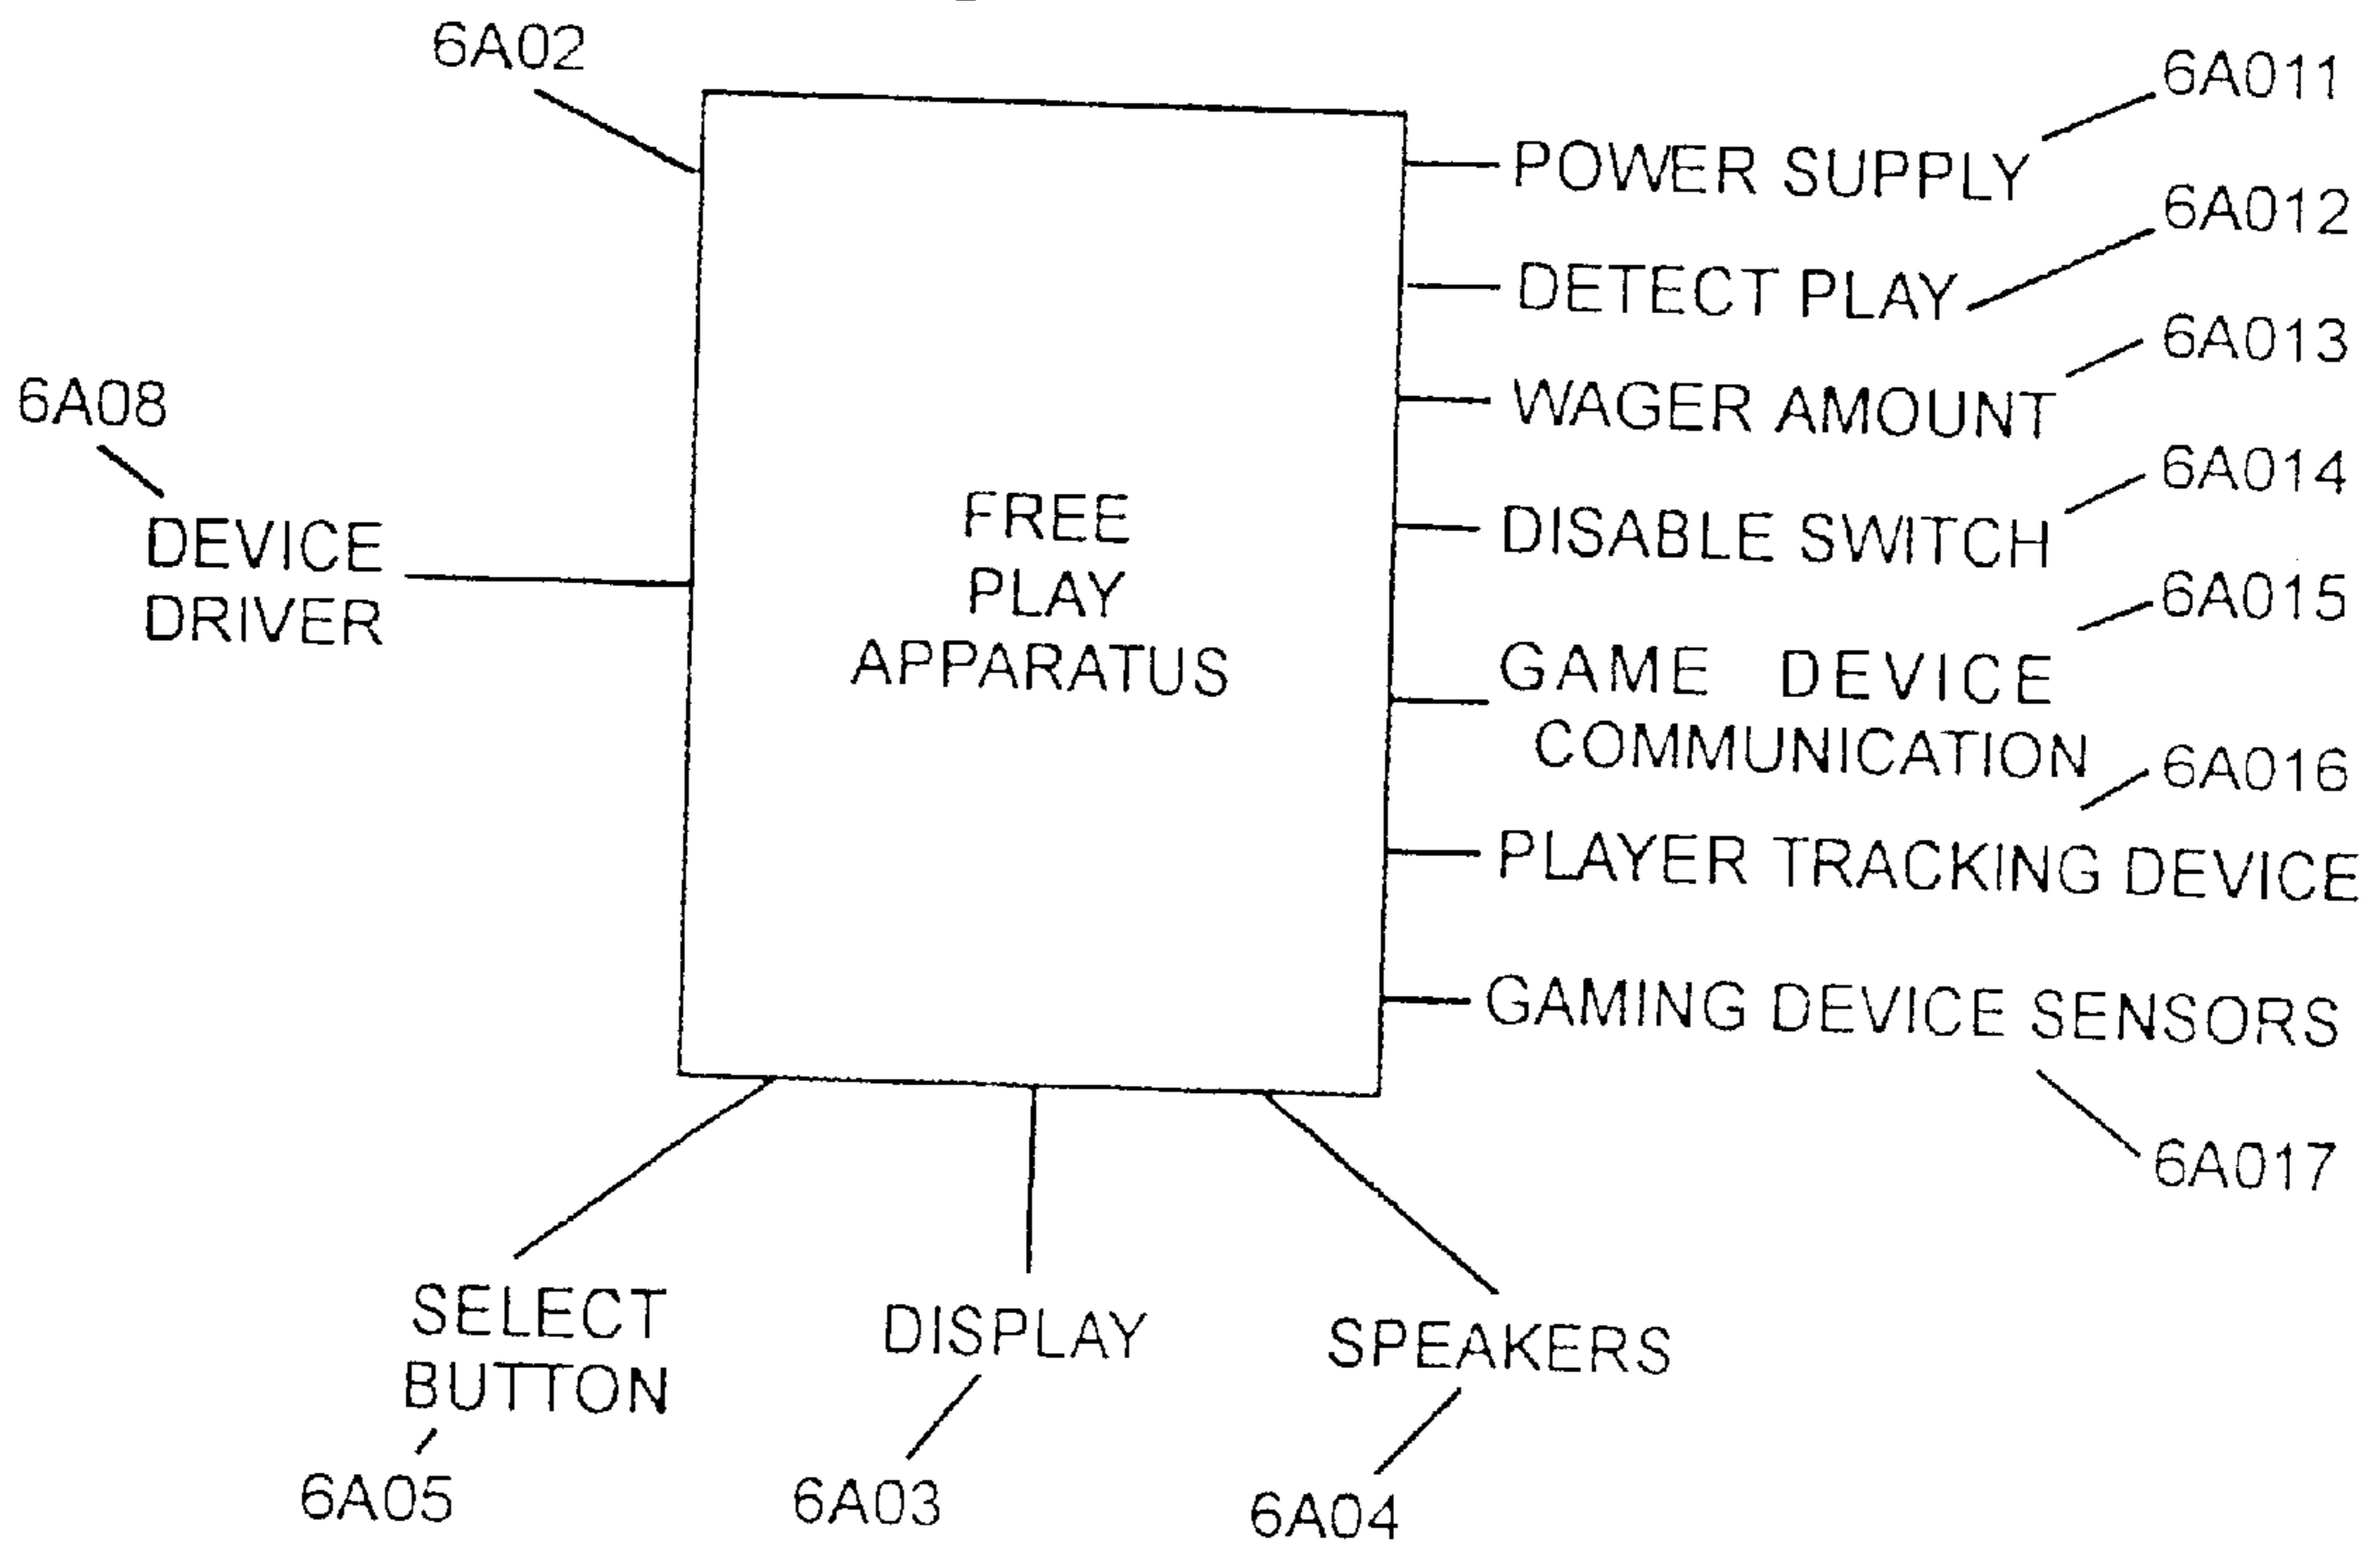 6A02
6A011
POWER SUPPLY
6A012
DETECT PLAY
6A013
WAGER AMOUNT
6A08
6A014
DISABLE SWITCH
DEVICE
DRIVER
FREE
PLAY
APPARATUS
6A015
GAME DEVICE
COMMUNICATION
6A016
PLAYER TRACKING DEVICE
GAMING DEVICE SENSORS
6A017
SELECT
BUTTON
DISPLAY
SPEAKERS
6A05
6A03
6A04